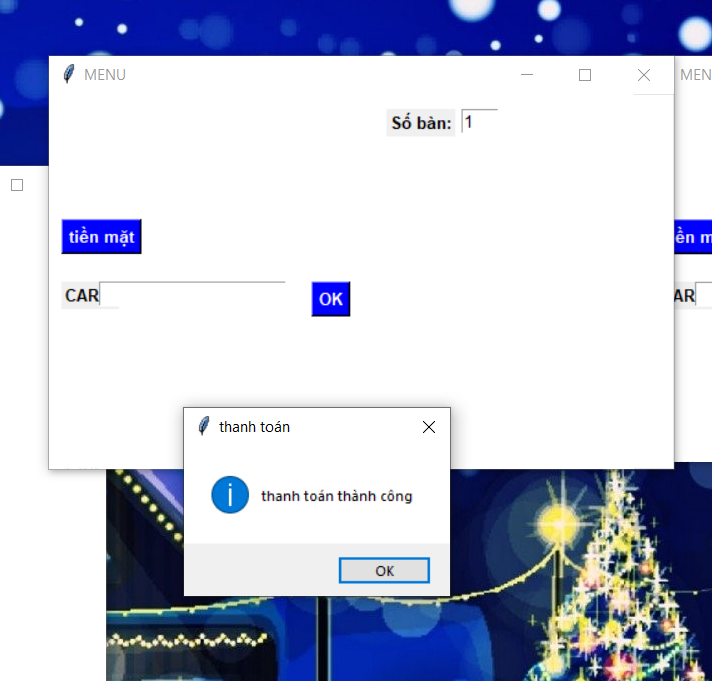 MENU
MEN
Số bàn: 1
tiền mặt
ền m
CAR
OK
AR
thanh toán
thanh toán thành công
OK